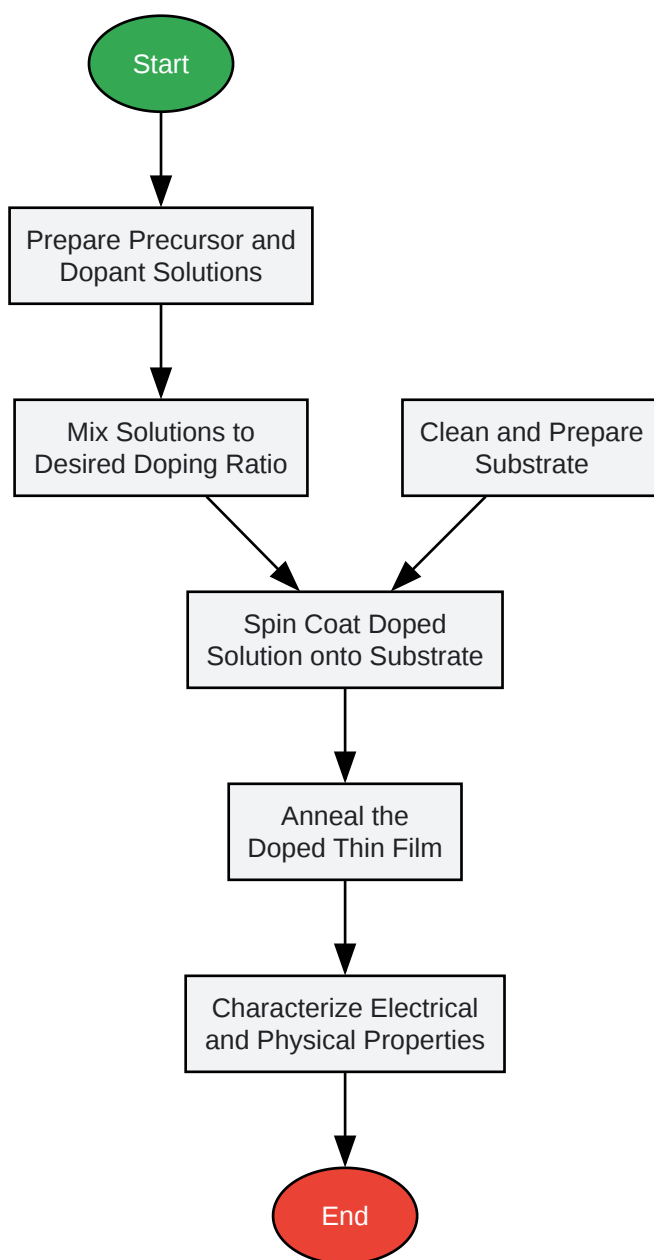 Start
Prepare Precursor and
Dopant Solutions
Mix Solutions to
Desired Doping Ratio
Clean and Prepare
Substrate
Spin Coat Doped
Solution onto Substrate
Anneal the
Doped Thin Film
Characterize Electrical
and Physical Properties
End